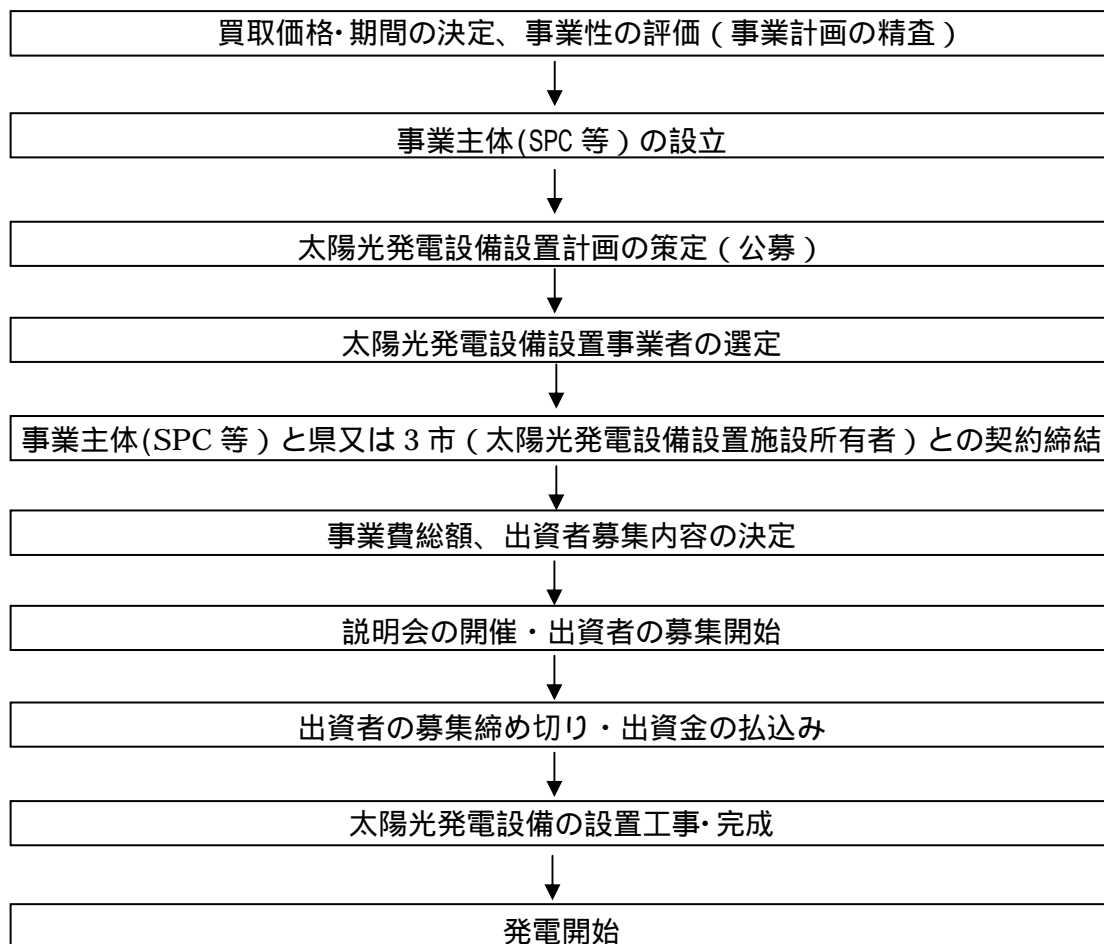 買取価格・期間の決定、事業性の評価（事業計画の精査）
事業主体(SPC 等）の設立
太陽光発電設備設置計画の策定（公募）
太陽光発電設備設置事業者の選定
事業主体(SPC 等）と県又は 3 市（太陽光発電設備設置施設所有者）との契約締結
事業費総額、出資者募集内容の決定
説明会の開催・出資者の募集開始
出資者の募集締め切り・出資金の払込み
太陽光発電設備の設置工事・完成
発電開始